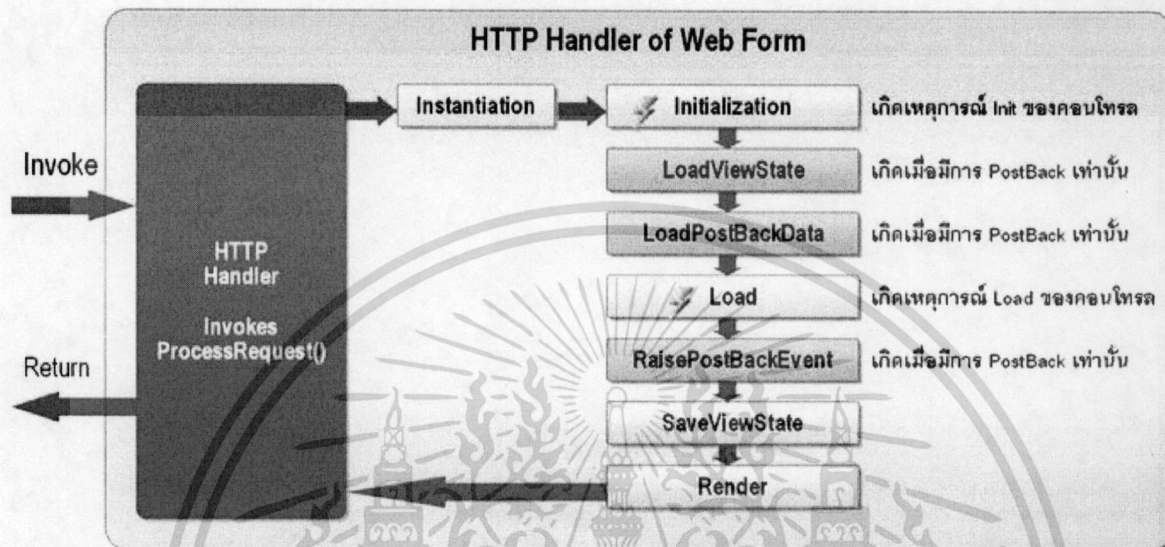 HTTP Handler of Web Form
Invoke
Return
HTTP
Handler
Invokes
ProcessRequest()
Instantiation
Initialization
เกิดเหตุการณ์ Init ของคอนโทรล
LoadViewState
เกิดเมื่อมีการ PostBack เท่านั้น
LoadPostBackData
เกิดเมื่อมีการ PostBack เท่านั้น
Load
เกิดเหตุการณ์ Load ของคอนโทรล
RaisePostBackEvent
เกิดเมื่อมีการ PostBack เท่านั้น
SaveViewState
Render